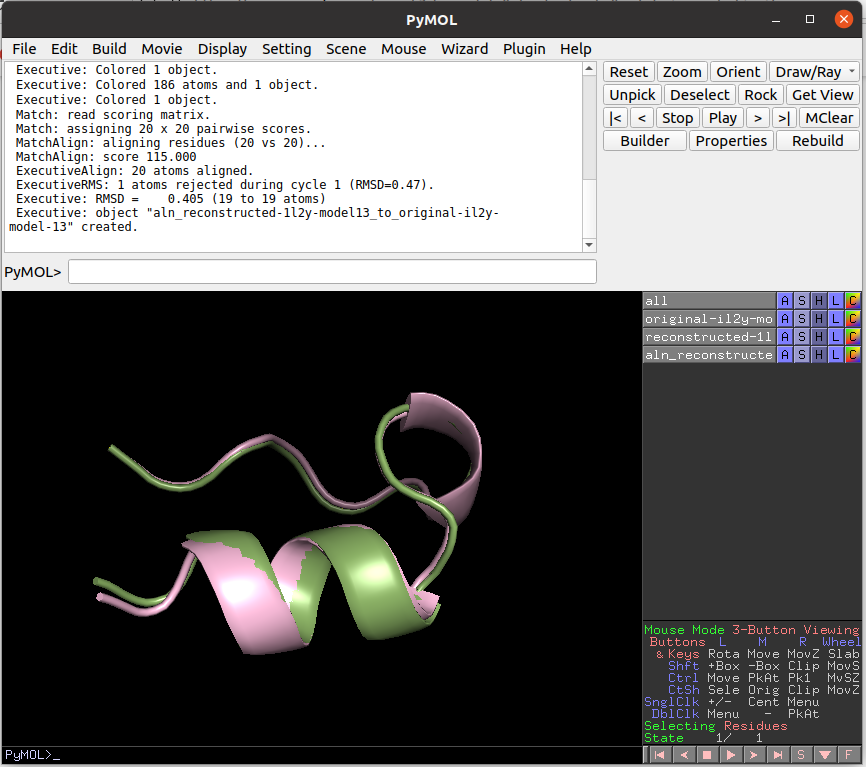 PyMOL
File Edit Build Movie Display Setting Scene Mouse Wizard Plugin Help
Executive: Colored 1 object.
Executive: Colored 186 atoms and 1 object.
Executive: Colored 1 object.
Match: read scoring matrix.
Match: assigning 20 x 20 pairwise scores.
MatchAlign: aligning residues (20 vs 20)...
MatchAlign: score 115.000
ExecutiveAlign: 20 atoms aligned.
ExecutiveRMS: 1 atoms rejected during cycle 1 (RMSD=0.47).
Executive: RMSD =    0.405 (19 to 19 atoms)
Executive: object "aln_reconstructed-1l2y-model13_to_original-il2y-
model-13" created.
PyMOL>
Reset Zoom Orient Draw/Ray
Unpick Deselect Rock Get View
|< < Stop Play > >| MClear
Builder Properties Rebuild
all A S H L C
original-il2y-mo A S H L C
reconstructed-1l A S H L C
aln_reconstructe A S H L C
Mouse Mode 3-Button Viewing
Buttons L M R Wheel
& Keys Rota Move MovZ Slab
Shft +Box -Box Clip MovS
Ctrl Move PkAt Pk1 MvSZ
CtSh Sele Orig Clip MovZ
SnglClk +/- Cent Menu
DblClk Menu - PkAt
Selecting Residues
State 1/ 1
PyMOL>_
S F